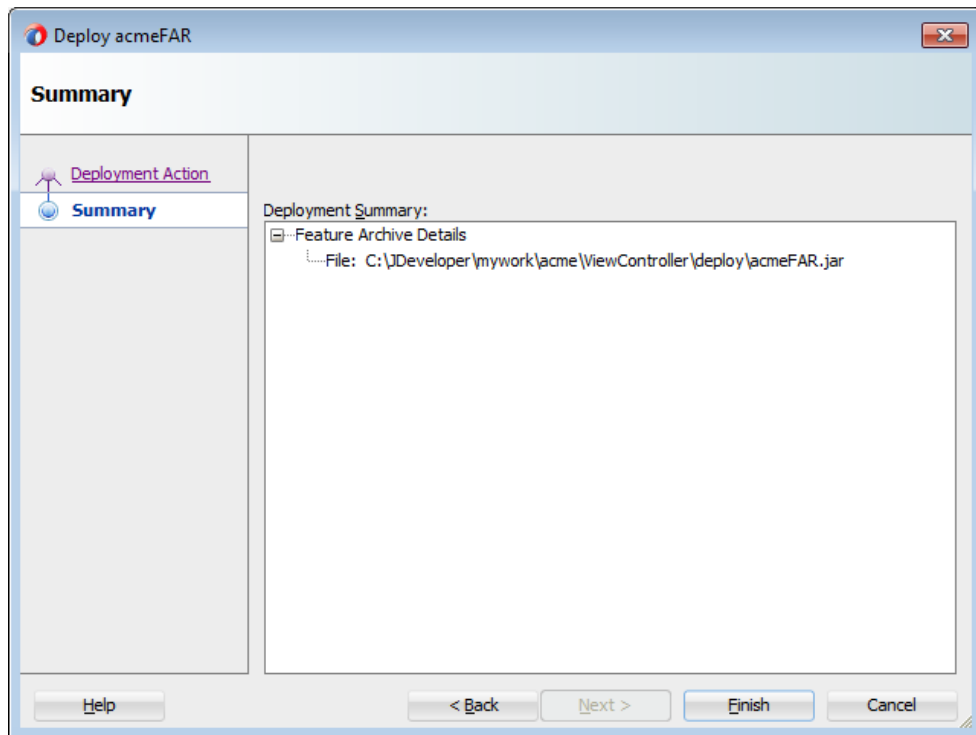 Deploy acmeFAR
Summary
Deployment Action
Summary
Deployment Summary:
Feature Archive Details
File: C:\JDeveloper\mywork\acme\ViewController\deploy\acmeFAR.jar
Help
< Back
Next >
Finish
Cancel